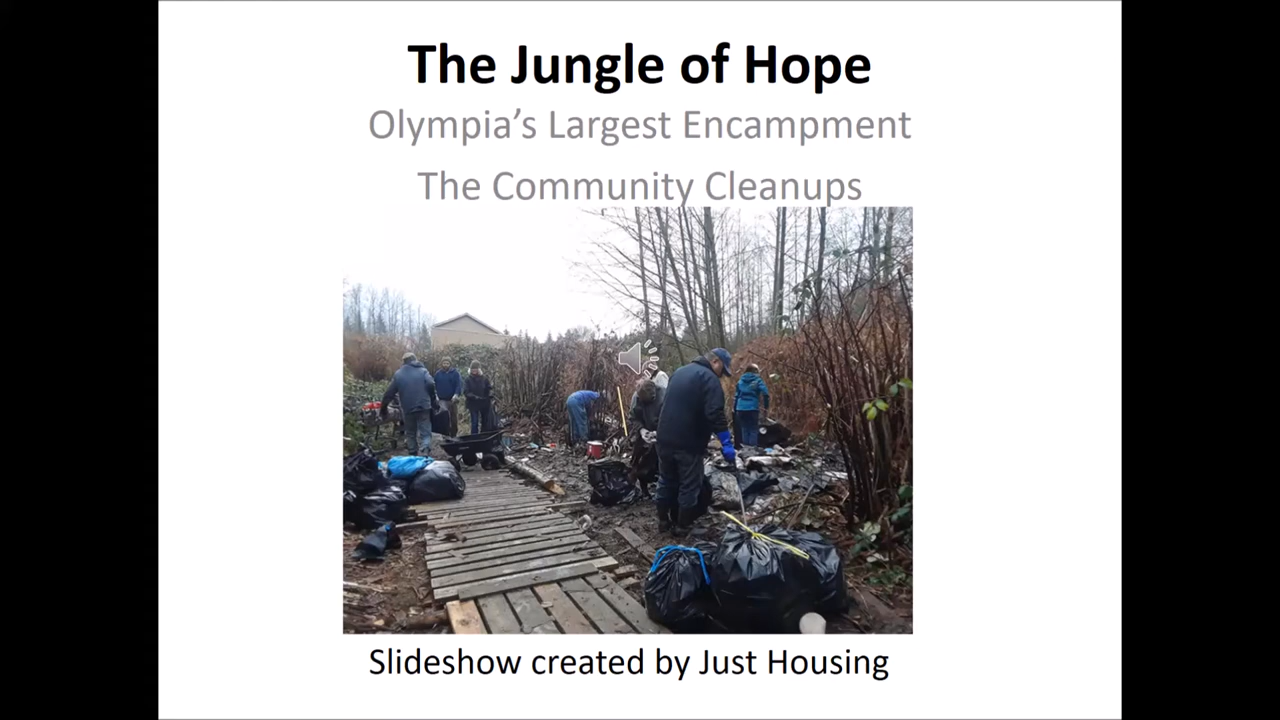 The Jungle of Hope
Olympia’s Largest Encampment
The Community Cleanups
Slideshow created by Just Housing